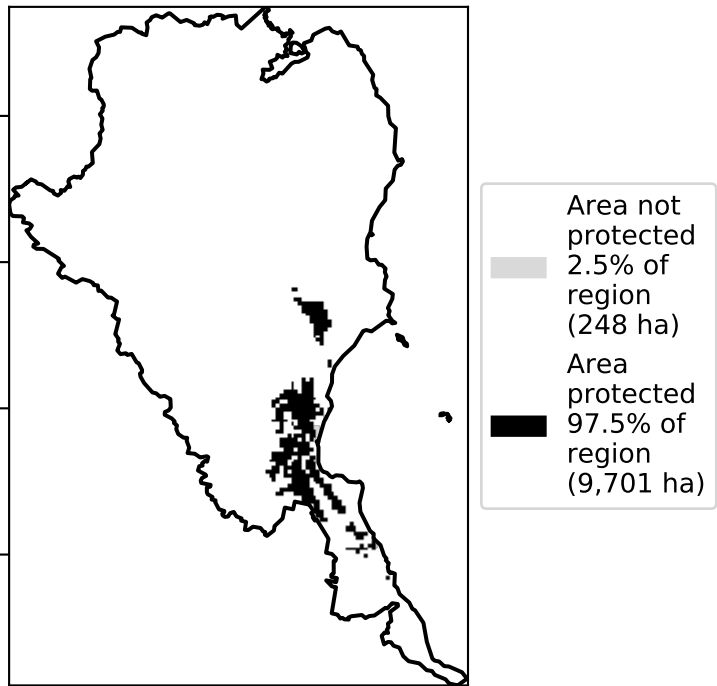 Area not
protected
2.5% of
region
(248 ha)
Area
protected
97.5% of
region
(9,701 ha)